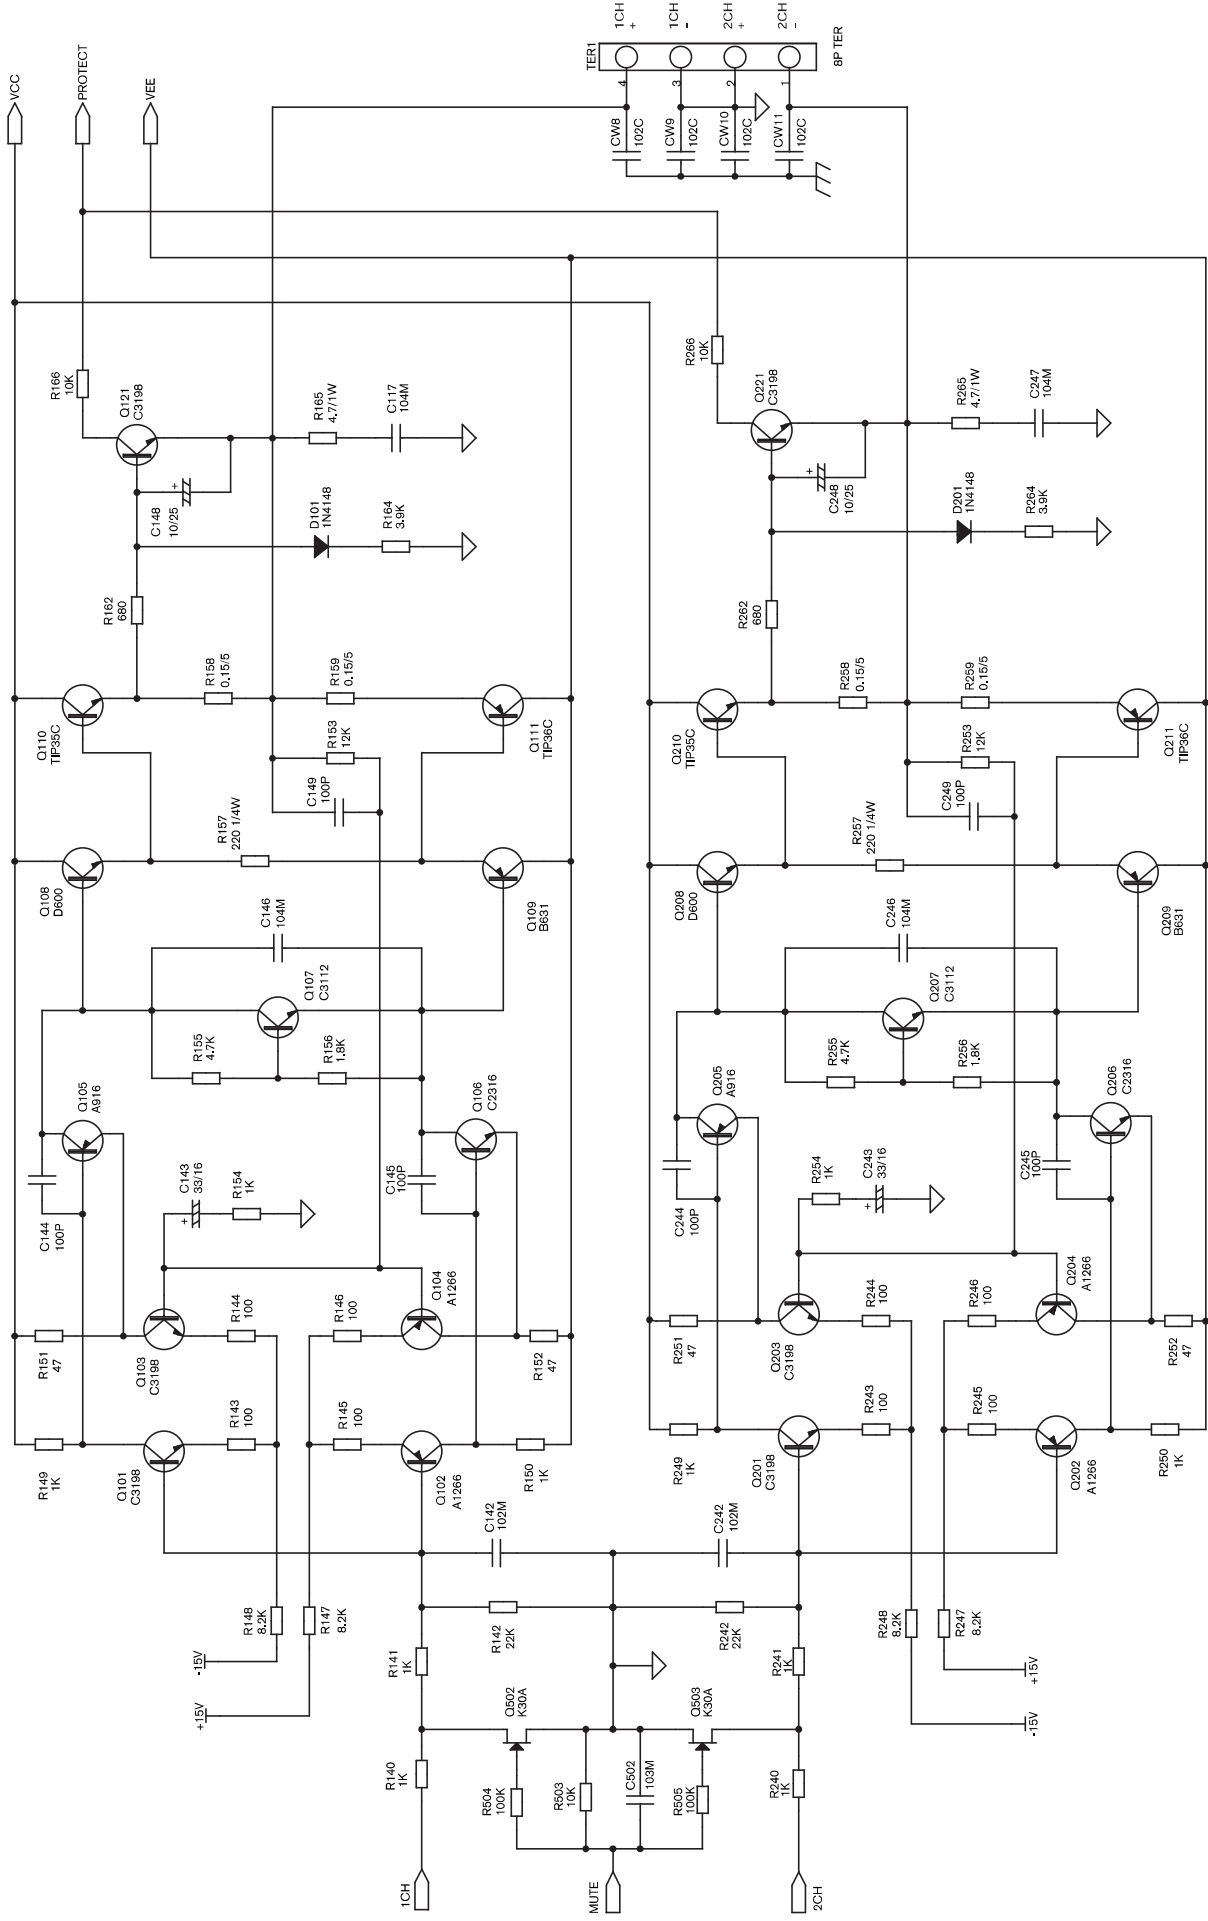 VCC
PROTECT
VEE
TER1
1CH
+
1CH
-
2CH
+
2CH
-
8P TER
4
3
2
1
CW8
102C
CW9
102C
CW10
102C
CW11
102C
R166
10K
Q121
C3198
R165
4.7/1W
C117
104M
+
C148
10/25
D101
1N4148
R164
3.9K
R162
680
R158
0.15/5
R159
0.15/5
Q110
TIP35C
R153
12K
Q111
TIP36C
C149
100P
R157
220 1/4W
Q108
D600
Q109
B631
C146
104M
Q107
C3112
R155
4.7K
R156
1.8K
Q105
A916
Q106
C2316
C144
100P
C143
33/16
+
R154
1K
C145
100P
R151
47
Q103
C3198
R144
100
R146
100
Q104
A1266
R152
47
R149
1K
Q101
C3198
R143
100
R145
100
Q102
A1266
R150
1K
C142
102M
R148
8.2K
R147
8.2K
-15V
+15V
R141
1K
R142
22K
R140
1K
Q502
K30A
R504
100K
R503
10K
C502
103M
R505
100K
Q503
K30A
1CH
MUTE
2CH
R266
10K
Q221
C3198
R265
4.7/1W
C247
104M
+
C248
10/25
D201
1N4148
R264
3.9K
R262
680
R258
0.15/5
R259
0.15/5
Q210
TIP35C
R253
12K
Q211
TIP36C
C249
100P
R257
220 1/4W
Q208
D600
Q209
B631
C246
104M
Q207
C3112
R255
4.7K
R256
1.8K
Q205
A916
Q206
C2316
C244
100P
R254
1K
C243
33/16
+
C245
100P
R251
47
Q203
C3198
R244
100
R246
100
Q204
A1266
R252
47
R249
1K
Q201
C3198
R243
100
R245
100
Q202
A1266
R250
1K
C242
102M
R248
8.2K
R247
8.2K
R242
22K
R241
1K
R240
1K
+15V
-15V